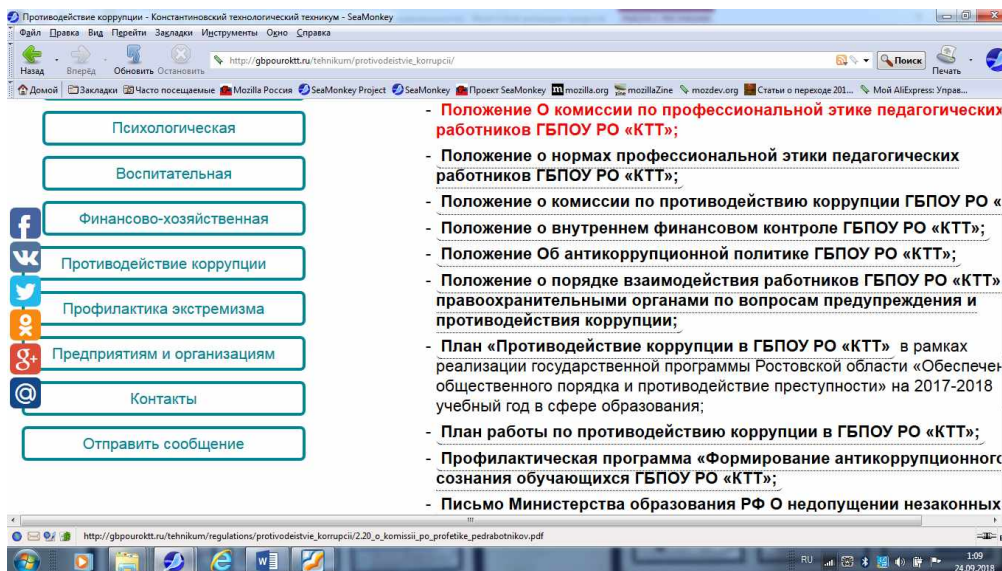 Противодействие коррупции - Константиновский технологический техникум - SeaMonkey
Файл Правка Вид Перейти Закладки Инструменты Окно Справка
Назад Вперёд Обновить Остановить http://gbpouroktt.ru/tehnikum/protivodeistvie_korrupcii/ Поиск Печать
Домой Закладки Часто посещаемые Mozilla Россия SeaMonkey Project SeaMonkey Проект SeaMonkey mozilla.org mozillaZine mozdev.org Статьи о переходе 201... Мой AliExpress: Управ...
Психологическая
Воспитательная
Финансово-хозяйственная
Противодействие коррупции
Профилактика экстремизма
Предприятиям и организациям
Контакты
Отправить сообщение
- Положение О комиссии по профессиональной этике педагогических
работников ГБПОУ РО «КТТ»;
- Положение о нормах профессиональной этики педагогических
работников ГБПОУ РО «КТТ»;
- Положение о комиссии по противодействию коррупции ГБПОУ РО «
- Положение о внутреннем финансовом контроле ГБПОУ РО «КТТ»;
- Положение Об антикоррупционной политике ГБПОУ РО «КТТ»;
- Положение о порядке взаимодействия работников ГБПОУ РО «КТТ»
правоохранительными органами по вопросам предупреждения и
противодействия коррупции;
- План «Противодействие коррупции в ГБПОУ РО «КТТ» в рамках
реализации государственной программы Ростовской области «Обеспечен
общественного порядка и противодействие преступности» на 2017-2018
учебный год в сфере образования;
- План работы по противодействию коррупции в ГБПОУ РО «КТТ»;
- Профилактическая программа «Формирование антикоррупционного
сознания обучающихся ГБПОУ РО «КТТ»;
- Письмо Министерства образования РФ О недопущении незаконных
http://gbpouroktt.ru/tehnikum/regulations/protivodeistvie_korrupcii/2.20_o_komissii_po_profetike_pedrabotnikov.pdf
RU 1:09
24.09.2018